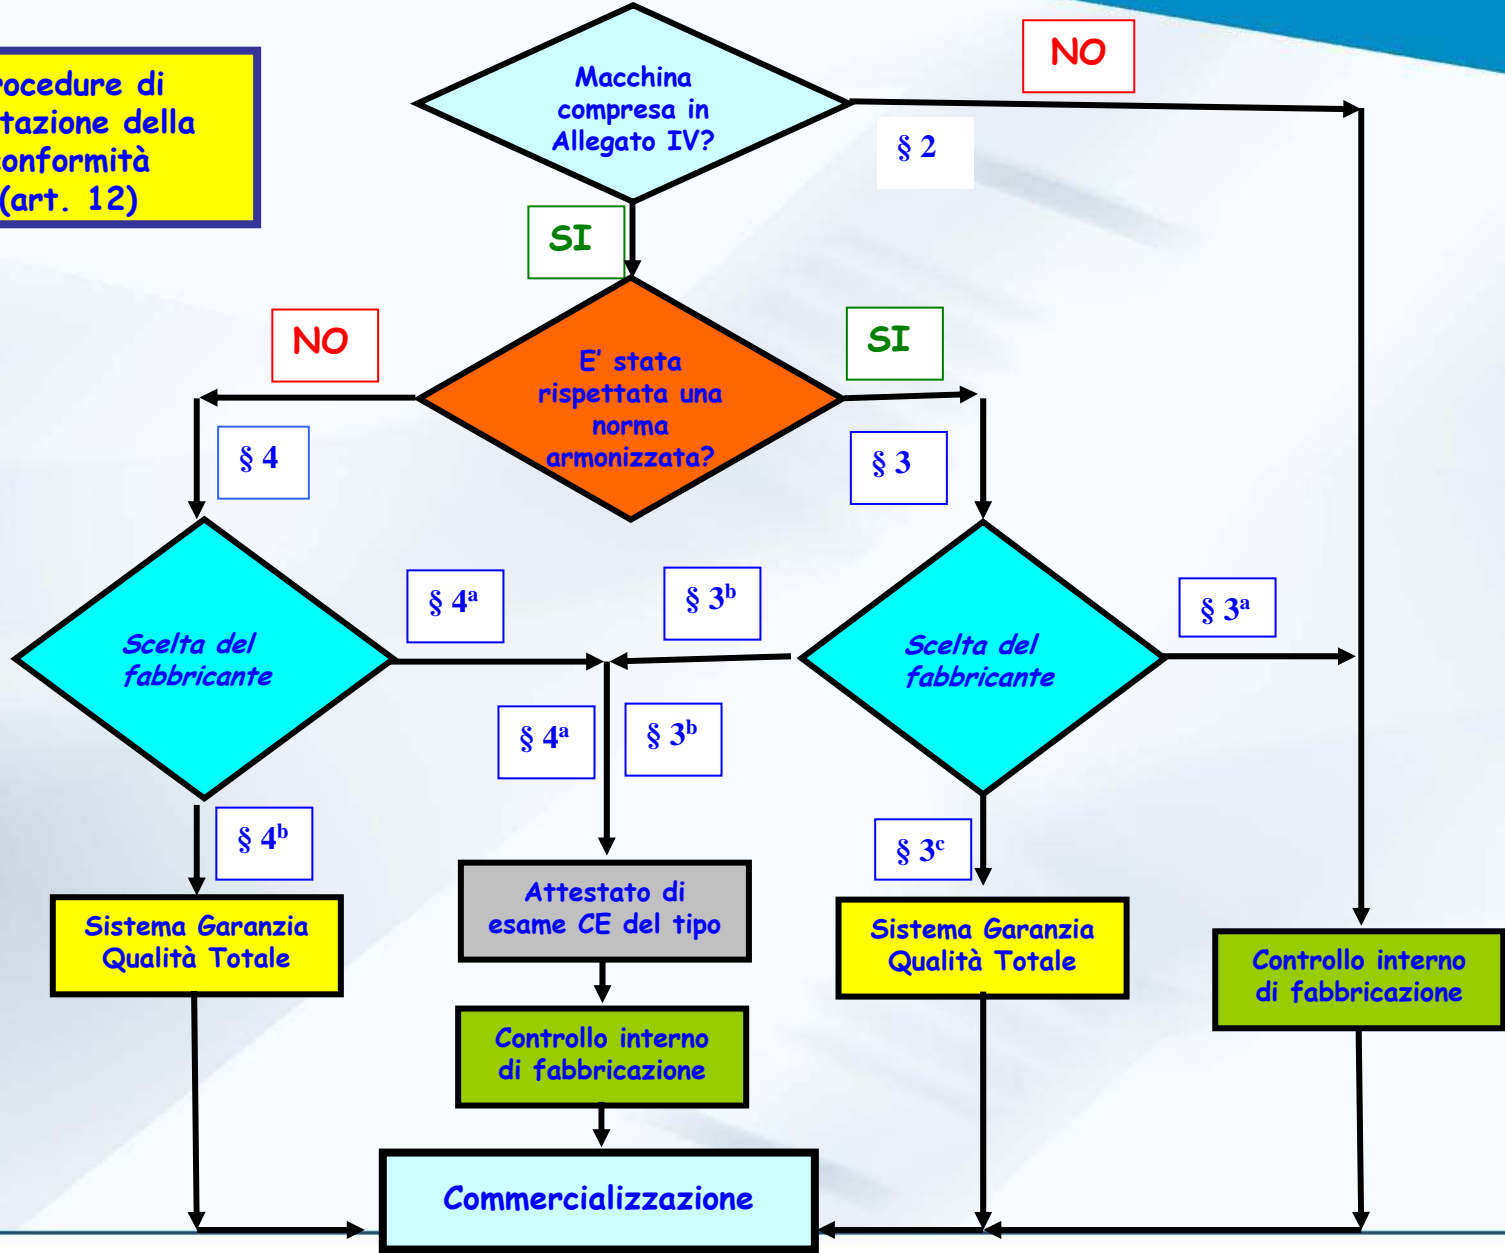 rocedure di
tazione della
onformità
(art. 12)
Macchina
compresa in
Allegato IV?
NO
§ 2
SI
NO
E' stata
rispettata una
norma
armonizzata?
SI
§ 4
§ 3
Scelta del
fabbricante
§ 4a
§ 3b
Scelta del
fabbricante
§ 3a
§ 4a
§ 3b
§ 4b
§ 3c
Sistema Garanzia
Qualità Totale
Attestato di
esame CE del tipo
Sistema Garanzia
Qualità Totale
Controllo interno
di fabbricazione
Controllo interno
di fabbricazione
Commercializzazione